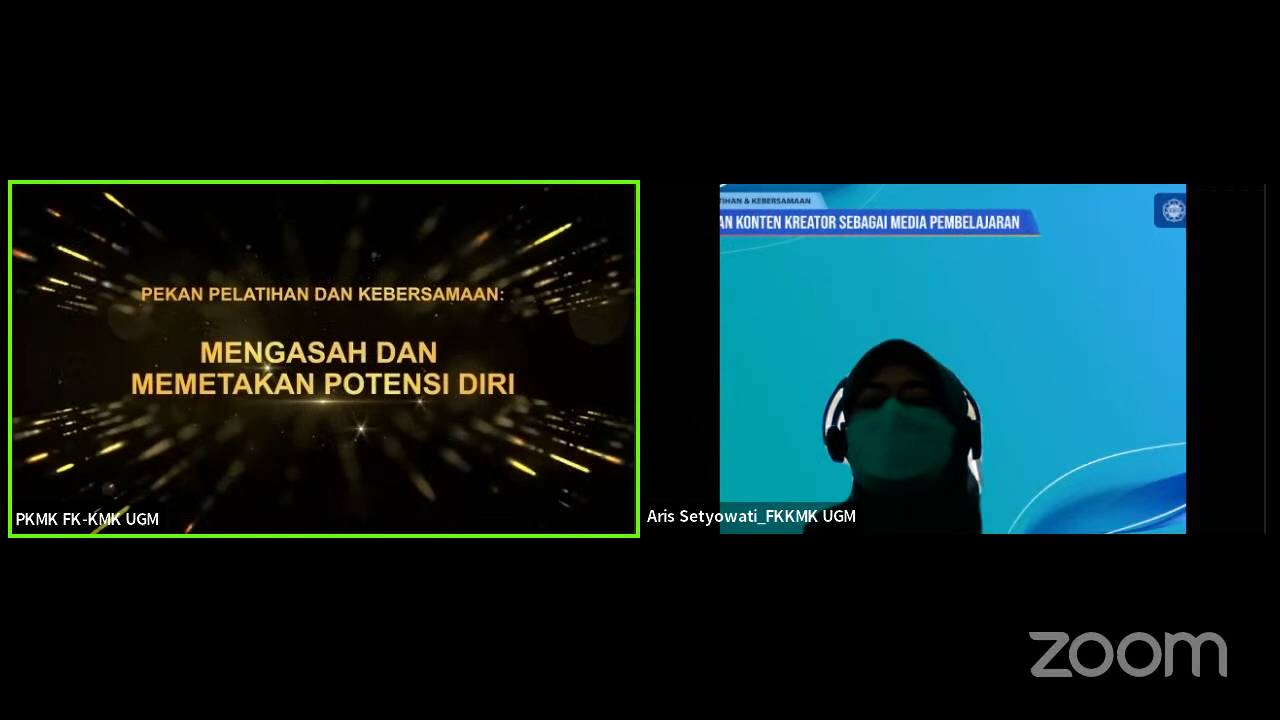 PEKAN PELATIHAN DAN KEBERSAMAAN:
MENGASAH DAN
MEMETAKAN POTENSI DIRI
PKMK FK-KMK UGM
TIHAN & KEBERSAMAAN
AN KONTEN KREATOR SEBAGAI MEDIA PEMBELAJARAN
Aris Setyowati_FKKMK UGM
zoom